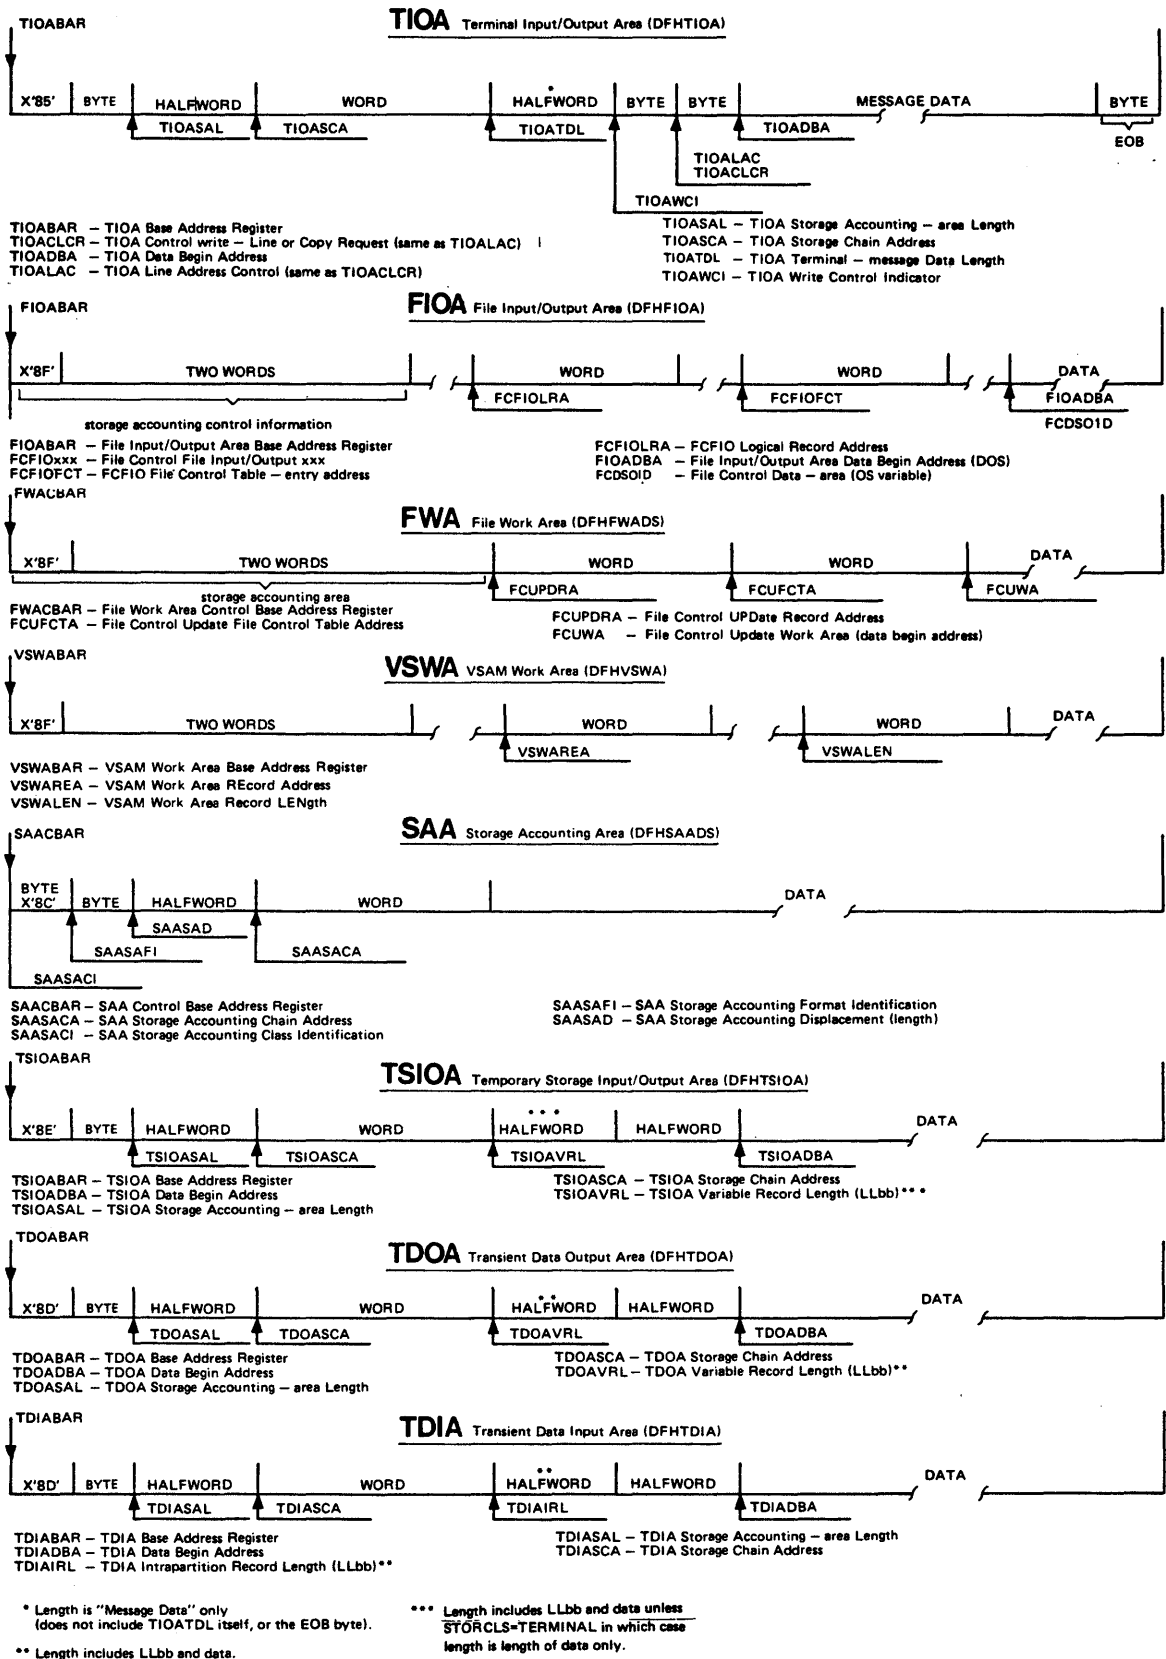 TIOABAR
TIOA Terminal Input/Output Area (DFHTIOA)
X'85' BYTE HALFWORD WORD HALFWORD* BYTE BYTE MESSAGE DATA BYTE
TIOASAL TIOASCA TIOATDL TIOADBA EOB
TIOALAC
TIOACLCR
TIOAWCI
TIOABAR – TIOA Base Address Register
TIOACLCR – TIOA Control write – Line or Copy Request (same as TIOALAC)
TIOADBA – TIOA Data Begin Address
TIOALAC – TIOA Line Address Control (same as TIOACLCR)
TIOASAL – TIOA Storage Accounting – area Length
TIOASCA – TIOA Storage Chain Address
TIOATDL – TIOA Terminal – message Data Length
TIOAWCI – TIOA Write Control Indicator
FIOABAR
FIOA File Input/Output Area (DFHFIOA)
X'8F' TWO WORDS WORD WORD DATA
FCFIOLRA FCFIOFCT FIOADBA
FCDSO1D
storage accounting control information
FIOABAR – File Input/Output Area Base Address Register
FCFIOxxx – File Control File Input/Output xxx
FCFIOFCT – FCFIO File Control Table – entry address
FCFIOLRA – FCFIO Logical Record Address
FIOADBA – File Input/Output Area Data Begin Address (DOS)
FCDSOID – File Control Data – area (OS variable)
FWACBAR
FWA File Work Area (DFHFWADS)
X'8F' TWO WORDS WORD WORD DATA
FCUPDRA FCUFCTA FCUWA
storage accounting area
FWACBAR – File Work Area Control Base Address Register
FCUFCTA – File Control Update File Control Table Address
FCUPDRA – File Control UPDate Record Address
FCUWA – File Control Update Work Area (data begin address)
VSWABAR
VSWA VSAM Work Area (DFHVSWA)
X'8F' TWO WORDS WORD WORD DATA
VSWAREA VSWALEN
VSWABAR – VSAM Work Area Base Address Register
VSWAREA – VSAM Work Area REcord Address
VSWALEN – VSAM Work Area Record LENgth
SAACBAR
SAA Storage Accounting Area (DFHSAADS)
BYTE
X'8C' BYTE HALFWORD WORD DATA
SAASAD
SAASAFI SAASACA
SAASACI
SAACBAR – SAA Control Base Address Register
SAASACA – SAA Storage Accounting Chain Address
SAASACI – SAA Storage Accounting Class Identification
SAASAFI – SAA Storage Accounting Format Identification
SAASAD – SAA Storage Accounting Displacement (length)
TSIOABAR
TSIOA Temporary Storage Input/Output Area (DFHTSIOA)
X'8E' BYTE HALFWORD WORD HALFWORD*** HALFWORD DATA
TSIOASAL TSIOASCA TSIOAVRL TSIOADBA
TSIOABAR – TSIOA Base Address Register
TSIOADBA – TSIOA Data Begin Address
TSIOASAL – TSIOA Storage Accounting – area Length
TSIOASCA – TSIOA Storage Chain Address
TSIOAVRL – TSIOA Variable Record Length (LLbb)***
TDOABAR
TDOA Transient Data Output Area (DFHTDOA)
X'8D' BYTE HALFWORD WORD HALFWORD** HALFWORD DATA
TDOASAL TDOASCA TDOAVRL TDOADBA
TDOABAR – TDOA Base Address Register
TDOADBA – TDOA Data Begin Address
TDOASAL – TDOA Storage Accounting – area Length
TDOASCA – TDOA Storage Chain Address
TDOAVRL – TDOA Variable Record Length (LLbb)**
TDIABAR
TDIA Transient Data Input Area (DFHTDIA)
X'8D' BYTE HALFWORD WORD HALFWORD** HALFWORD DATA
TDIASAL TDIASCA TDIAIRL TDIADBA
TDIABAR – TDIA Base Address Register
TDIADBA – TDIA Data Begin Address
TDIAIRL – TDIA Intrapartition Record Length (LLbb)**
TDIASAL – TDIA Storage Accounting – area Length
TDIASCA – TDIA Storage Chain Address
* Length is "Message Data" only
(does not include TIOATDL itself, or the EOB byte).
** Length includes LLbb and data.
*** Length includes LLbb and data unless
STORCLS=TERMINAL in which case
length is length of data only.